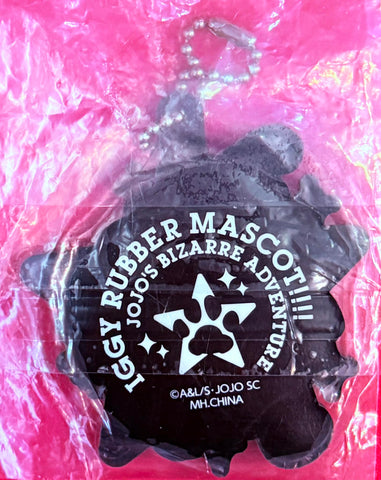 IGGY RUBBER MASCOT!!!!
JOJO'S BIZARRE ADVENTURE
©A&L/S・JOJO SC
MH.CHINA